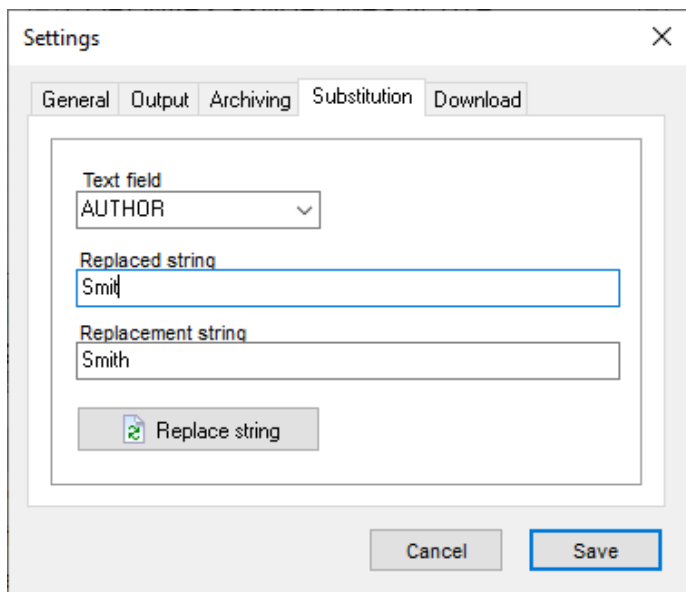 Settings
General Output Archiving Substitution Download
Text field
AUTHOR
Replaced string
Smit
Replacement string
Smith
Replace string
Cancel Save